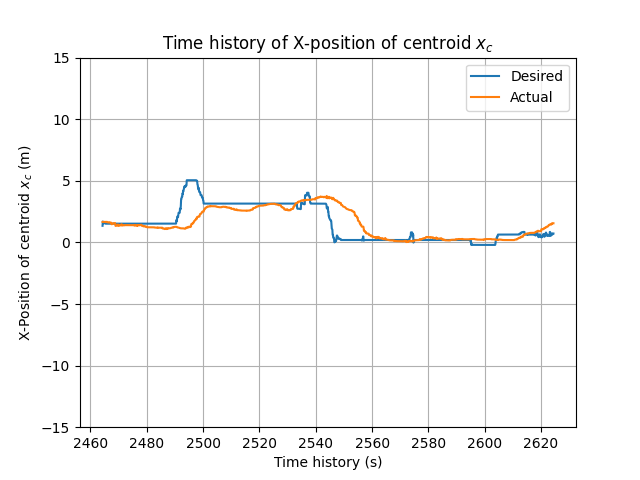 Time history of X-position of centroid x_c
Desired
Actual
X-Position of centroid x_c (m)
15
10
5
0
−5
−10
−15
2460 2480 2500 2520 2540 2560 2580 2600 2620
Time history (s)